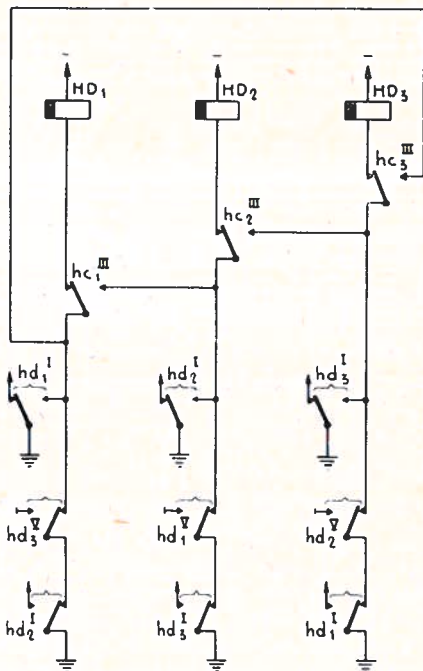 − − −
HD₁ HD₂ HD₃
hc₃ᴵᴵᴵ
hc₂ᴵᴵᴵ
hc₁ᴵᴵᴵ
hd₁ᴵ hd₂ᴵ hd₃ᴵ
hd₃ⱽ hd₁ⱽ hd₂ⱽ
hd₂ᴵ hd₃ᴵ hd₁ᴵ